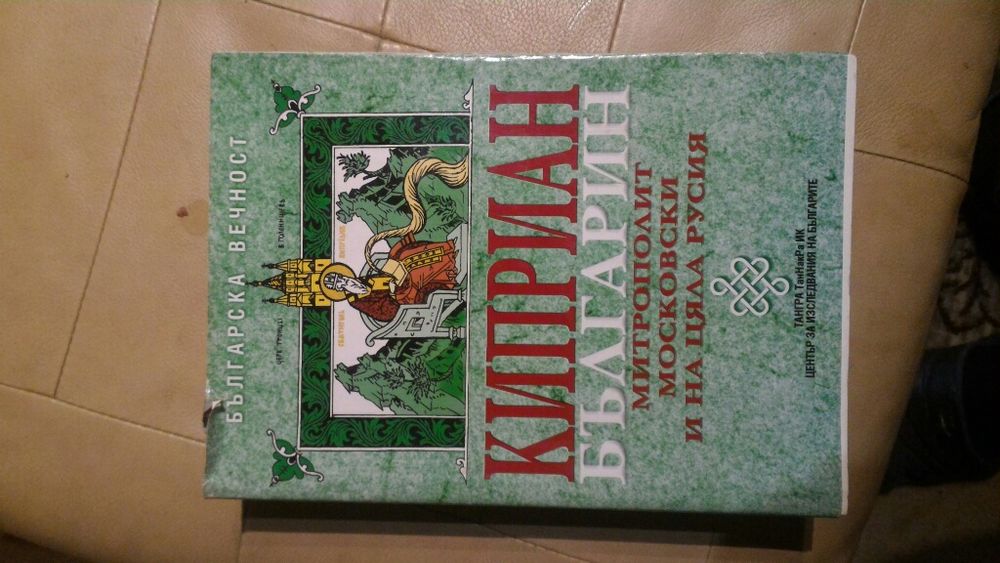 БЪЛГАРСКА ВЕЧНОСТ
КИПРИАН
БЪЛГАРИН
МИТРОПОЛИТ
МОСКОВСКИ
И НА ЦЯЛА РУСИЯ
ТАНГРА ТанНакРа ИК
ЦЕНТЪР ЗА ИЗСЛЕДВАНИЯ НА БЪЛГАРИТЕ